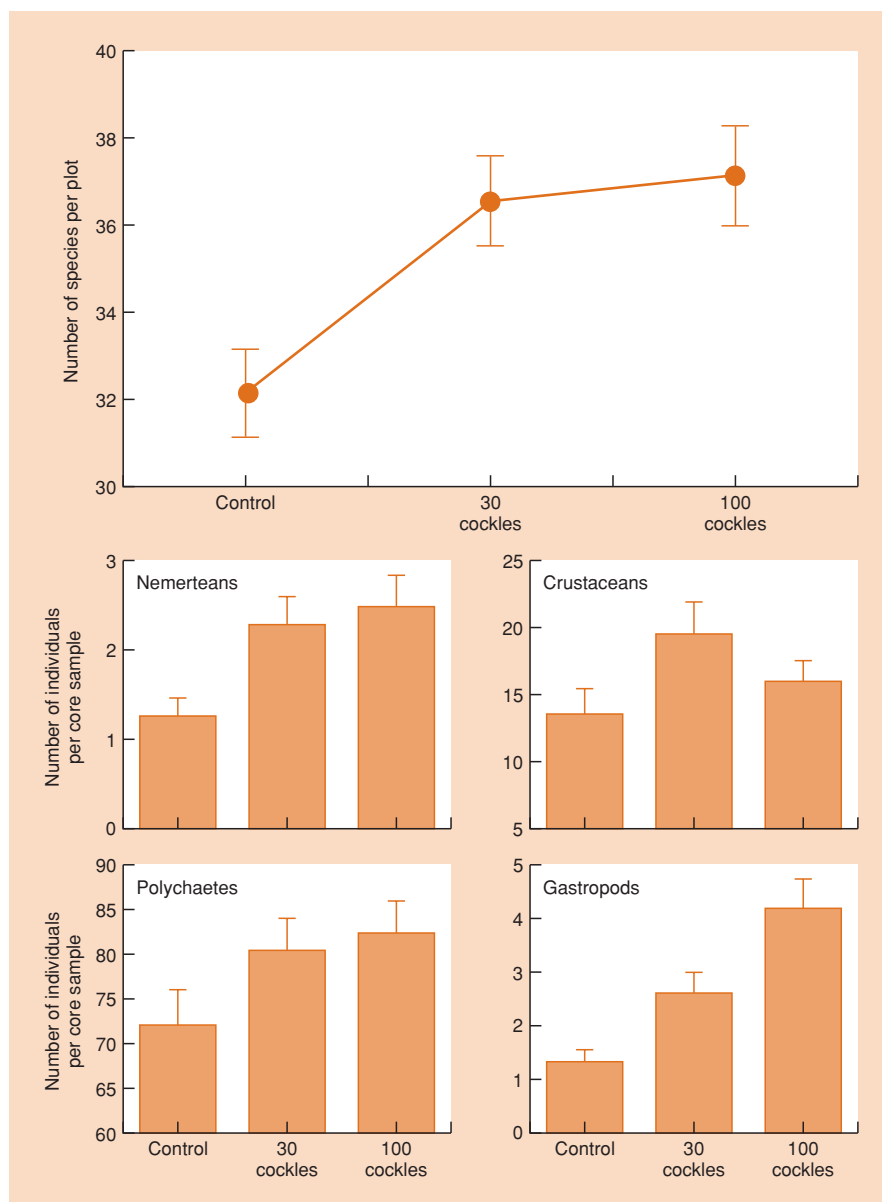 40
38
36
34
32
30
Number of species per plot
Control
30
cockles
100
cockles
Nemerteans
3
2
1
0
Number of individuals
per core sample
Crustaceans
25
20
15
10
5
Polychaetes
90
85
80
75
70
65
60
Number of individuals
per core sample
Control
30
cockles
100
cockles
Gastropods
5
4
3
2
1
0
Control
30
cockles
100
cockles